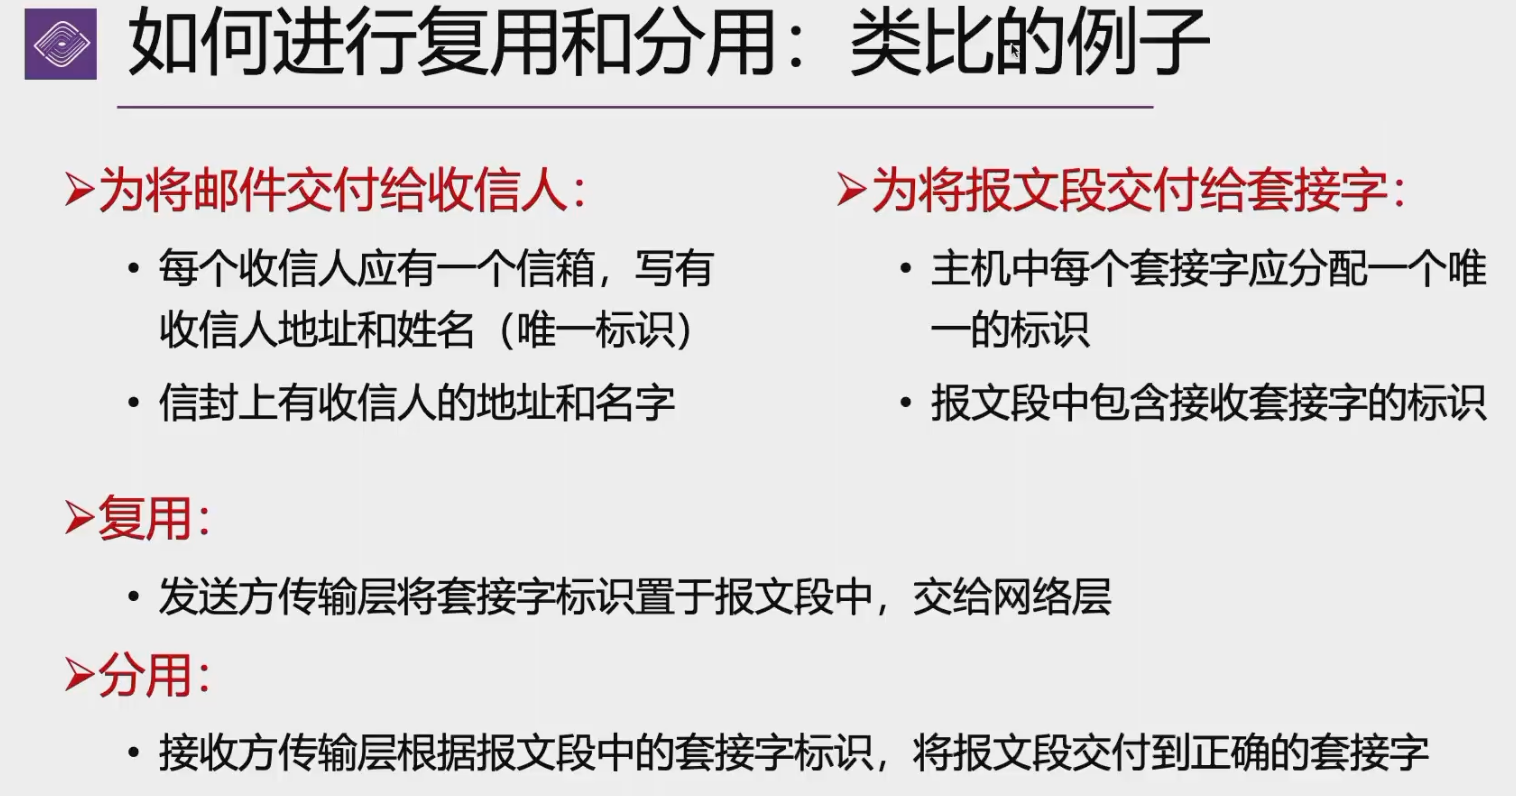 如何进行复用和分用：类比的例子
➢为将邮件交付给收信人：
• 每个收信人应有一个信箱，写有
收信人地址和姓名（唯一标识）
• 信封上有收信人的地址和名字
➢为将报文段交付给套接字：
• 主机中每个套接字应分配一个唯
一的标识
• 报文段中包含接收套接字的标识
➢复用：
• 发送方传输层将套接字标识置于报文段中，交给网络层
➢分用：
• 接收方传输层根据报文段中的套接字标识，将报文段交付到正确的套接字